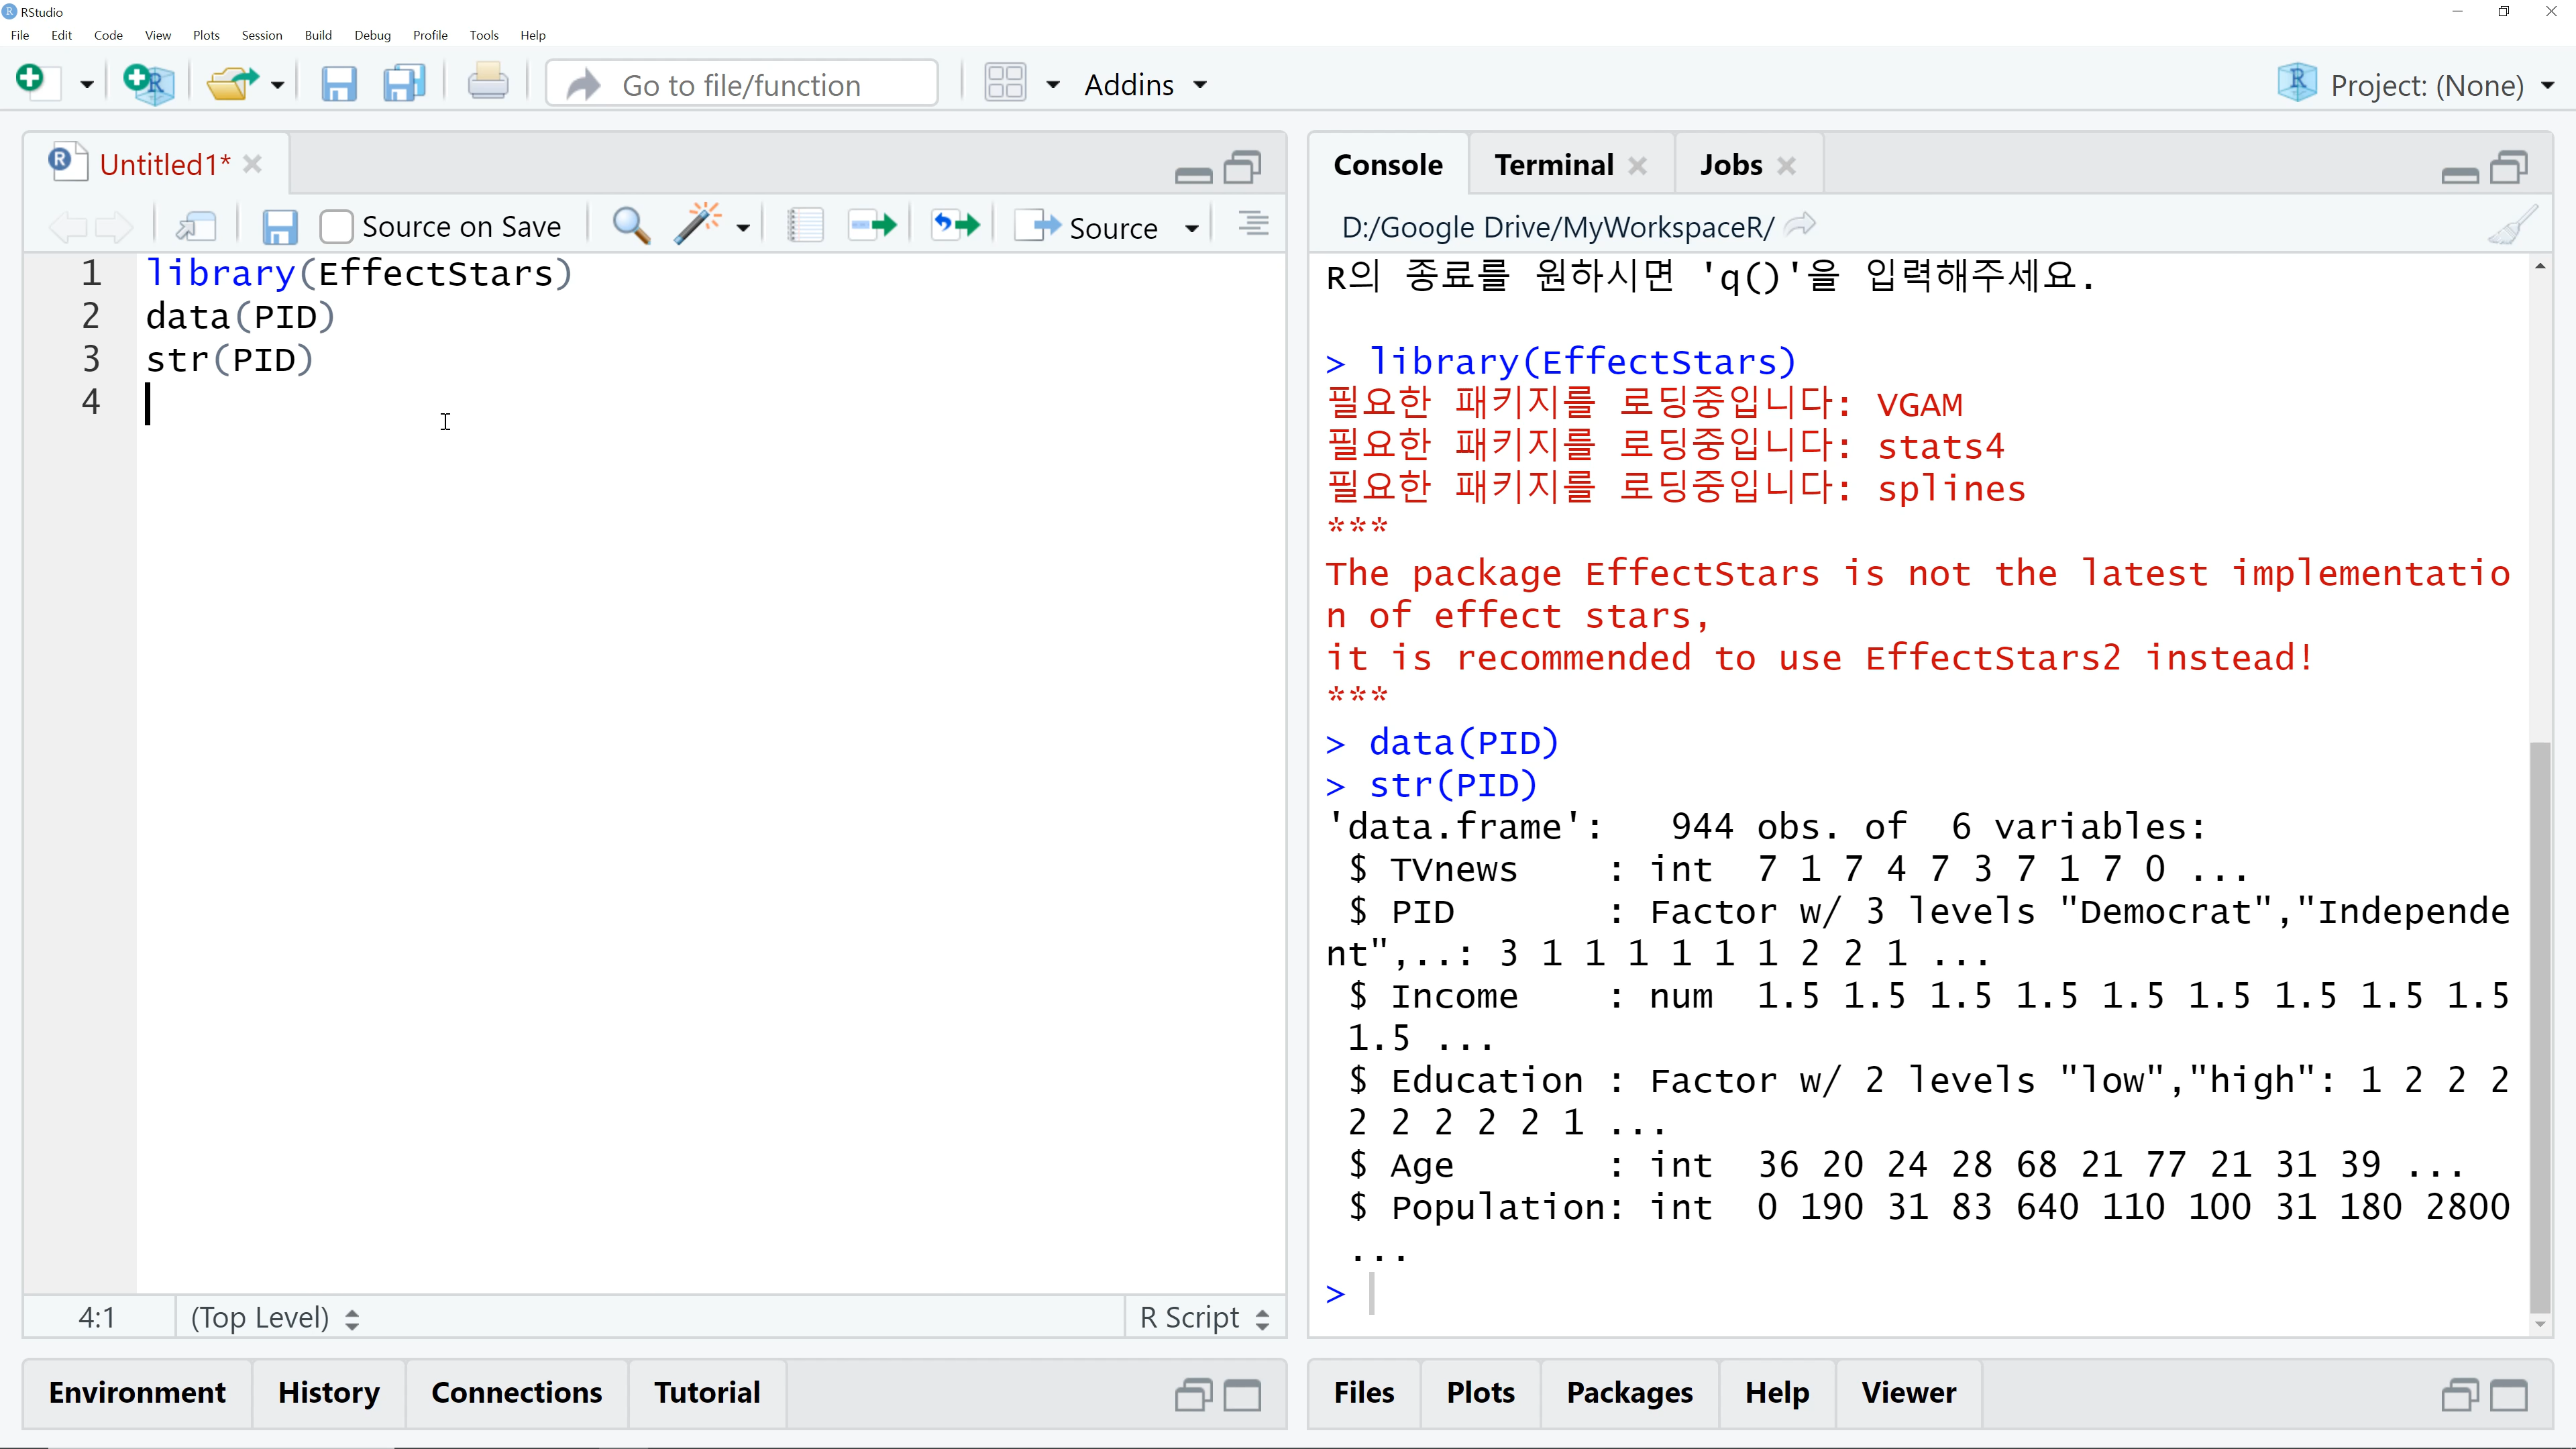 RStudio
File Edit Code View Plots Session Build Debug Profile Tools Help
Go to file/function Addins Project: (None)
Untitled1*
Source on Save Source
1 library(EffectStars)
2 data(PID)
3 str(PID)
4
4:1 (Top Level) R Script
Environment History Connections Tutorial
Console Terminal Jobs
D:/Google Drive/MyWorkspaceR/
R의 종료를 원하시면 'q()'을 입력해주세요.
> library(EffectStars)
필요한 패키지를 로딩중입니다: VGAM
필요한 패키지를 로딩중입니다: stats4
필요한 패키지를 로딩중입니다: splines
***
The package EffectStars is not the latest implementatio
n of effect stars,
it is recommended to use EffectStars2 instead!
***
> data(PID)
> str(PID)
'data.frame':   944 obs. of  6 variables:
 $ TVnews    : int  7 1 7 4 7 3 7 1 7 0 ...
 $ PID       : Factor w/ 3 levels "Democrat","Independe
nt",..: 3 1 1 1 1 1 1 2 2 1 ...
 $ Income    : num  1.5 1.5 1.5 1.5 1.5 1.5 1.5 1.5 1.5
 1.5 ...
 $ Education : Factor w/ 2 levels "low","high": 1 2 2 2
 2 2 2 2 2 1 ...
 $ Age       : int  36 20 24 28 68 21 77 21 31 39 ...
 $ Population: int  0 190 31 83 640 110 100 31 180 2800
 ...
>
Files Plots Packages Help Viewer